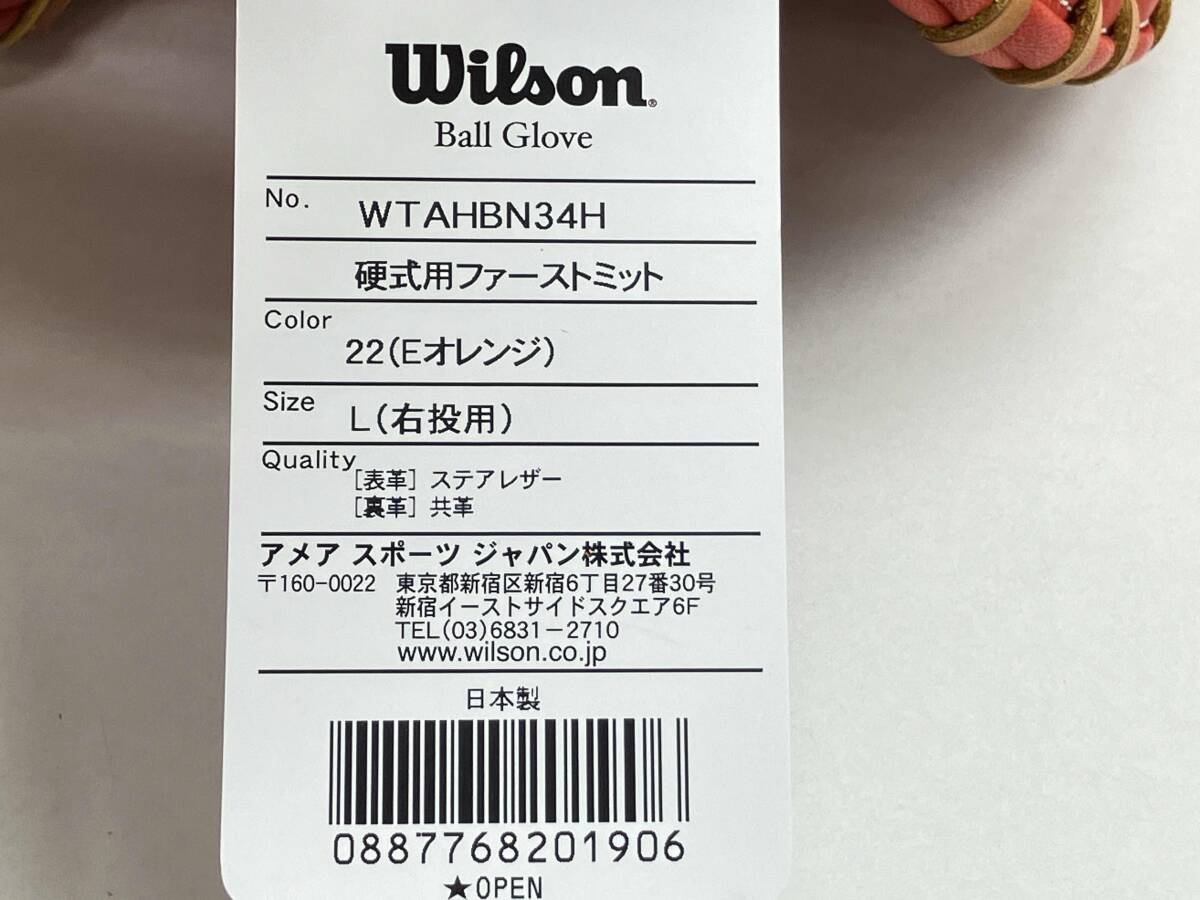 Wilson®
Ball Glove
No. WTAHBN34H
硬式用ファーストミット
Color 22(Eオレンジ)
Size L(右投用)
Quality [表革] ステアレザー
[裏革] 共革
アメア スポーツ ジャパン株式会社
〒160-0022 東京都新宿区新宿6丁目27番30号
新宿イーストサイドスクエア6F
TEL(03)6831-2710
www.wilson.co.jp
日本製
0887768201906
★OPEN